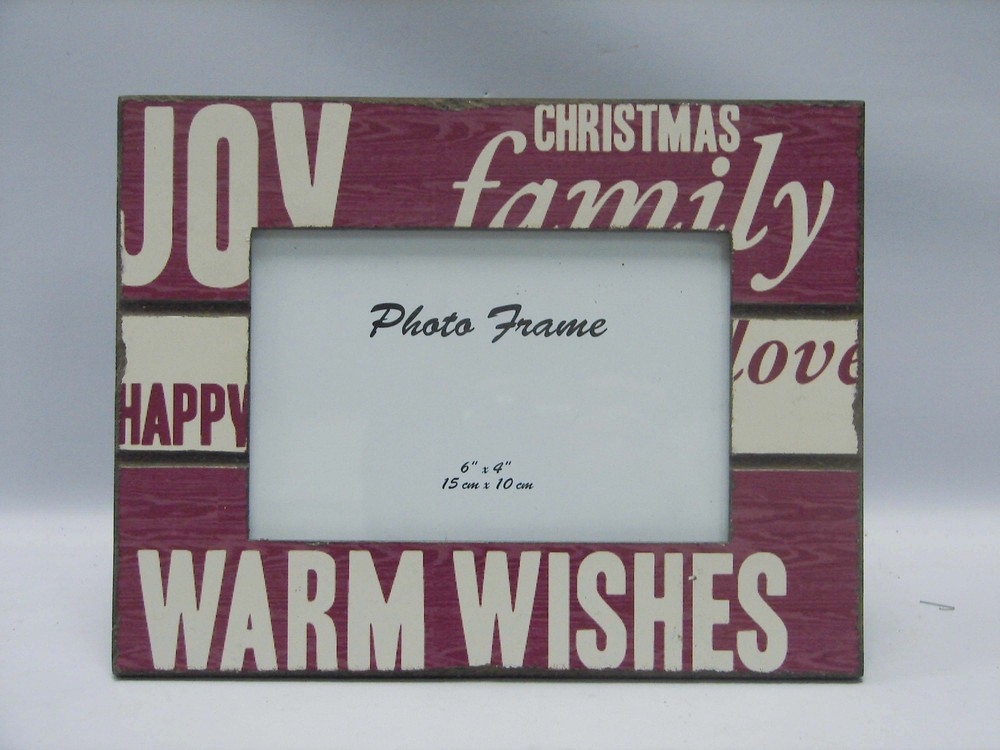 JOY
CHRISTMAS
family
Photo Frame
love
HAPPY
6" x 4"
15 cm x 10 cm
WARM WISHES